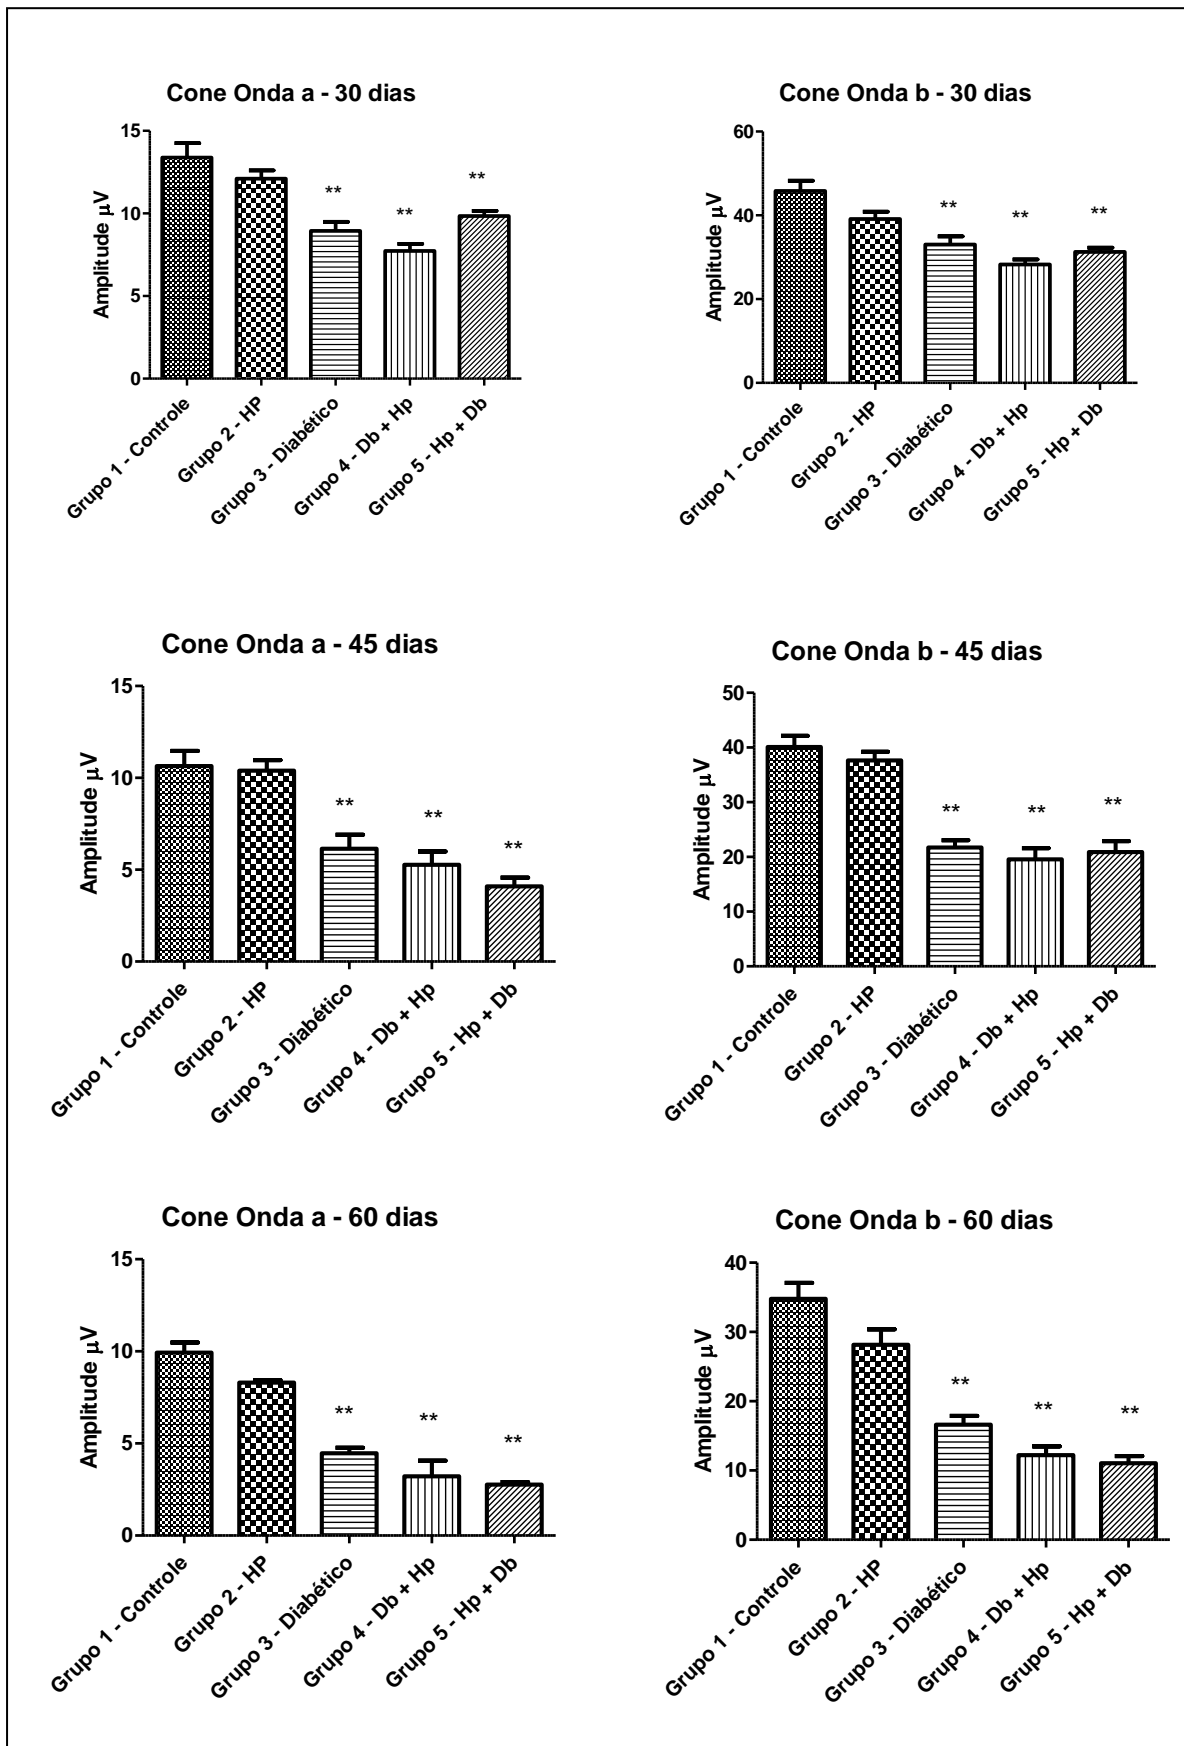 Cone Onda a - 30 dias
Amplitude µV
15
10
5
0
**
**
**
Grupo 1 - Controle
Grupo 2 - HP
Grupo 3 - Diabético
Grupo 4 - Db + Hp
Grupo 5 - Hp + Db
Cone Onda b - 30 dias
Amplitude µV
60
40
20
0
**
**
**
Grupo 1 - Controle
Grupo 2 - HP
Grupo 3 - Diabético
Grupo 4 - Db + Hp
Grupo 5 - Hp + Db
Cone Onda a - 45 dias
Amplitude µV
15
10
5
0
**
**
**
Grupo 1 - Controle
Grupo 2 - HP
Grupo 3 - Diabético
Grupo 4 - Db + Hp
Grupo 5 - Hp + Db
Cone Onda b - 45 dias
Amplitude µV
50
40
30
20
10
0
**
**
**
Grupo 1 - Controle
Grupo 2 - HP
Grupo 3 - Diabético
Grupo 4 - Db + Hp
Grupo 5 - Hp + Db
Cone Onda a - 60 dias
Amplitude µV
15
10
5
0
**
**
**
Grupo 1 - Controle
Grupo 2 - HP
Grupo 3 - Diabético
Grupo 4 - Db + Hp
Grupo 5 - Hp + Db
Cone Onda b - 60 dias
Amplitude µV
40
30
20
10
0
**
**
**
Grupo 1 - Controle
Grupo 2 - HP
Grupo 3 - Diabético
Grupo 4 - Db + Hp
Grupo 5 - Hp + Db